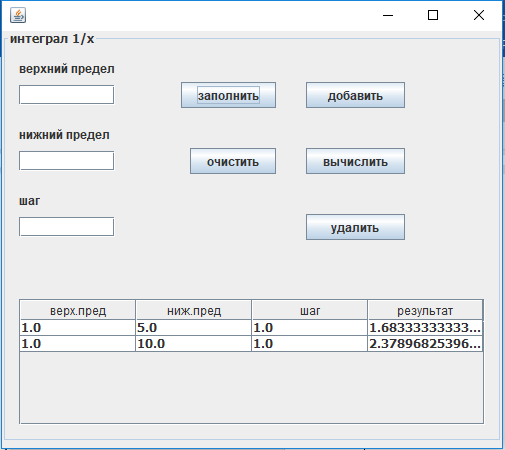 интеграл 1/x
верхний предел
заполнить
добавить
нижний предел
очистить
вычислить
шаг
удалить
верх.пред ниж.пред шаг результат
1.0 5.0 1.0 1.68333333333...
1.0 10.0 1.0 2.37896825396...